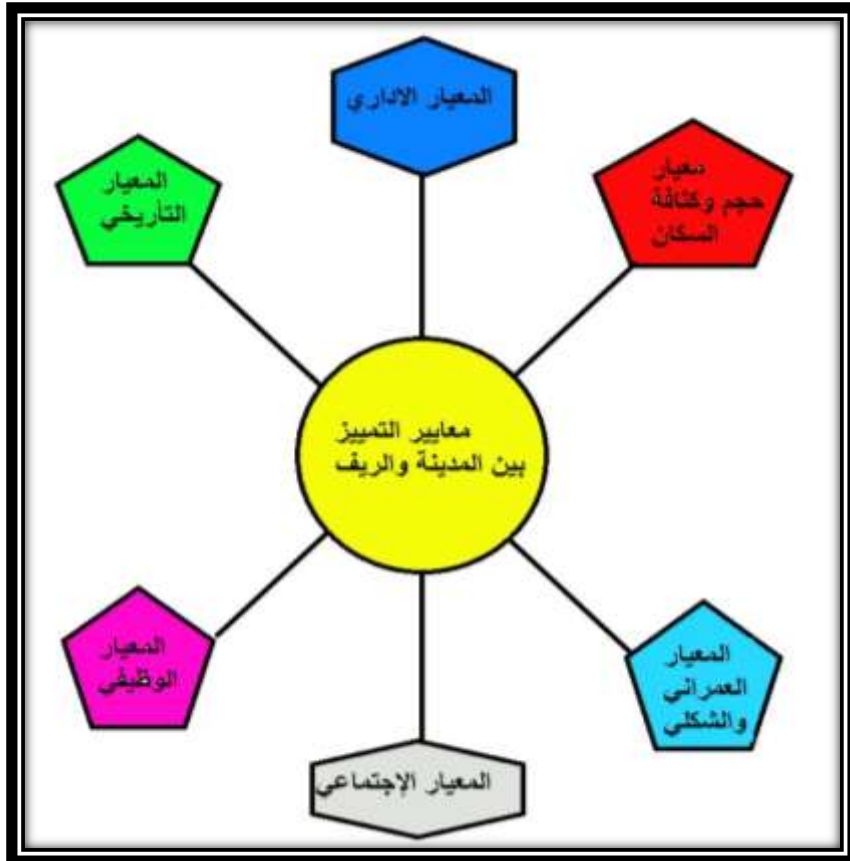 المعيار الاداري
معيار
حجم وكثافة
السكان
المعيار
التأريخي
معايير التمييز
بين المدينة والريف
المعيار
العمراني
والشكلي
المعيار
الوظيفي
المعيار الإجتماعي